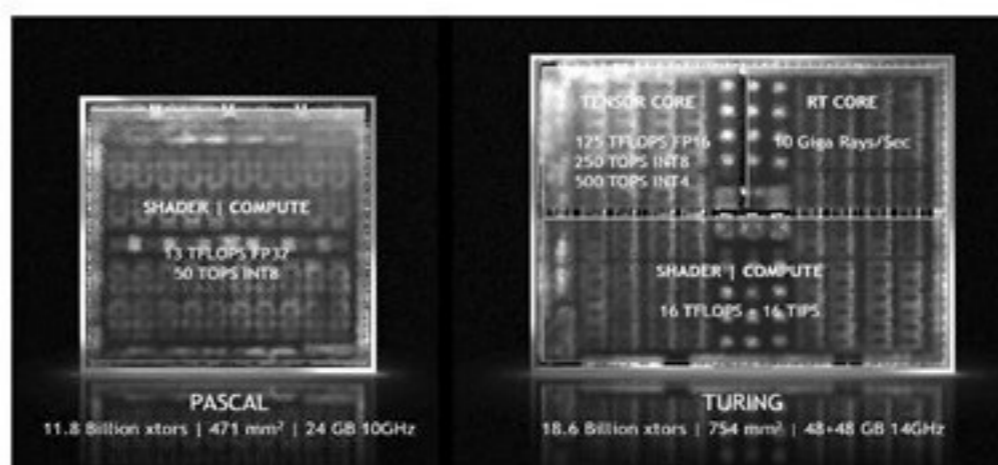 SHADER | COMPUTE
13 TFLOPS FP32
50 TOPS INT8
PASCAL
11.8 Billion xtors | 471 mm² | 24 GB 10GHz
TENSOR CORE
125 TFLOPS FP16
250 TOPS INT8
500 TOPS INT4
RT CORE
10 Giga Rays/Sec
SHADER | COMPUTE
16 TFLOPS + 16 TIPS
TURING
18.6 Billion xtors | 754 mm² | 48+48 GB 14GHz